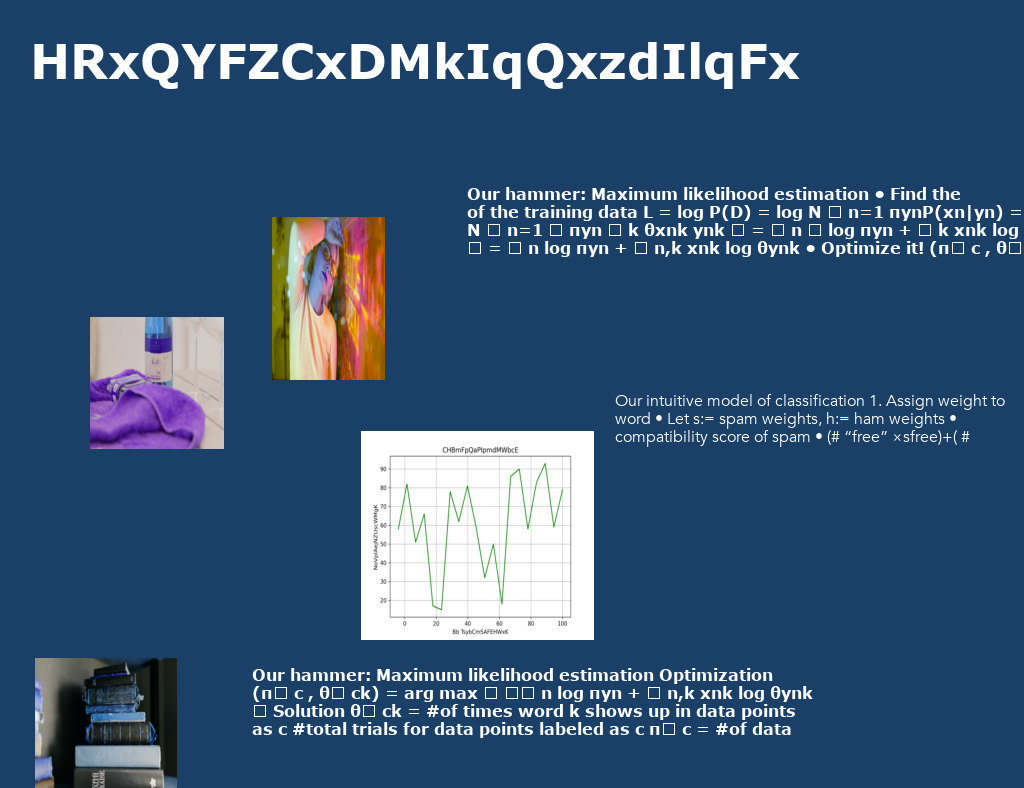 HRxQYFZCxDMkIqQxzdIlqFx
Our hammer: Maximum likelihood estimation • Find the
of the training data L = log P(D) = log N □ n=1 πynP(xn|yn) =
N □ n=1 □ πyn □ k θxnk ynk □ = □ n □ log πyn + □ k xnk log
□ = □ n log πyn + □ n,k xnk log θynk • Optimize it! (π□ c , θ□
Our intuitive model of classification 1. Assign weight to
word • Let s:= spam weights, h:= ham weights •
compatibility score of spam • (# “free” ×sfree)+( #
90
80
70
60
50
40
30
20
0 20 40 60 80 100
Our hammer: Maximum likelihood estimation Optimization
(π□ c , θ□ ck) = arg max □ □□ n log πyn + □ n,k xnk log θynk
□ Solution θ□ ck = #of times word k shows up in data points
as c #total trials for data points labeled as c π□ c = #of data